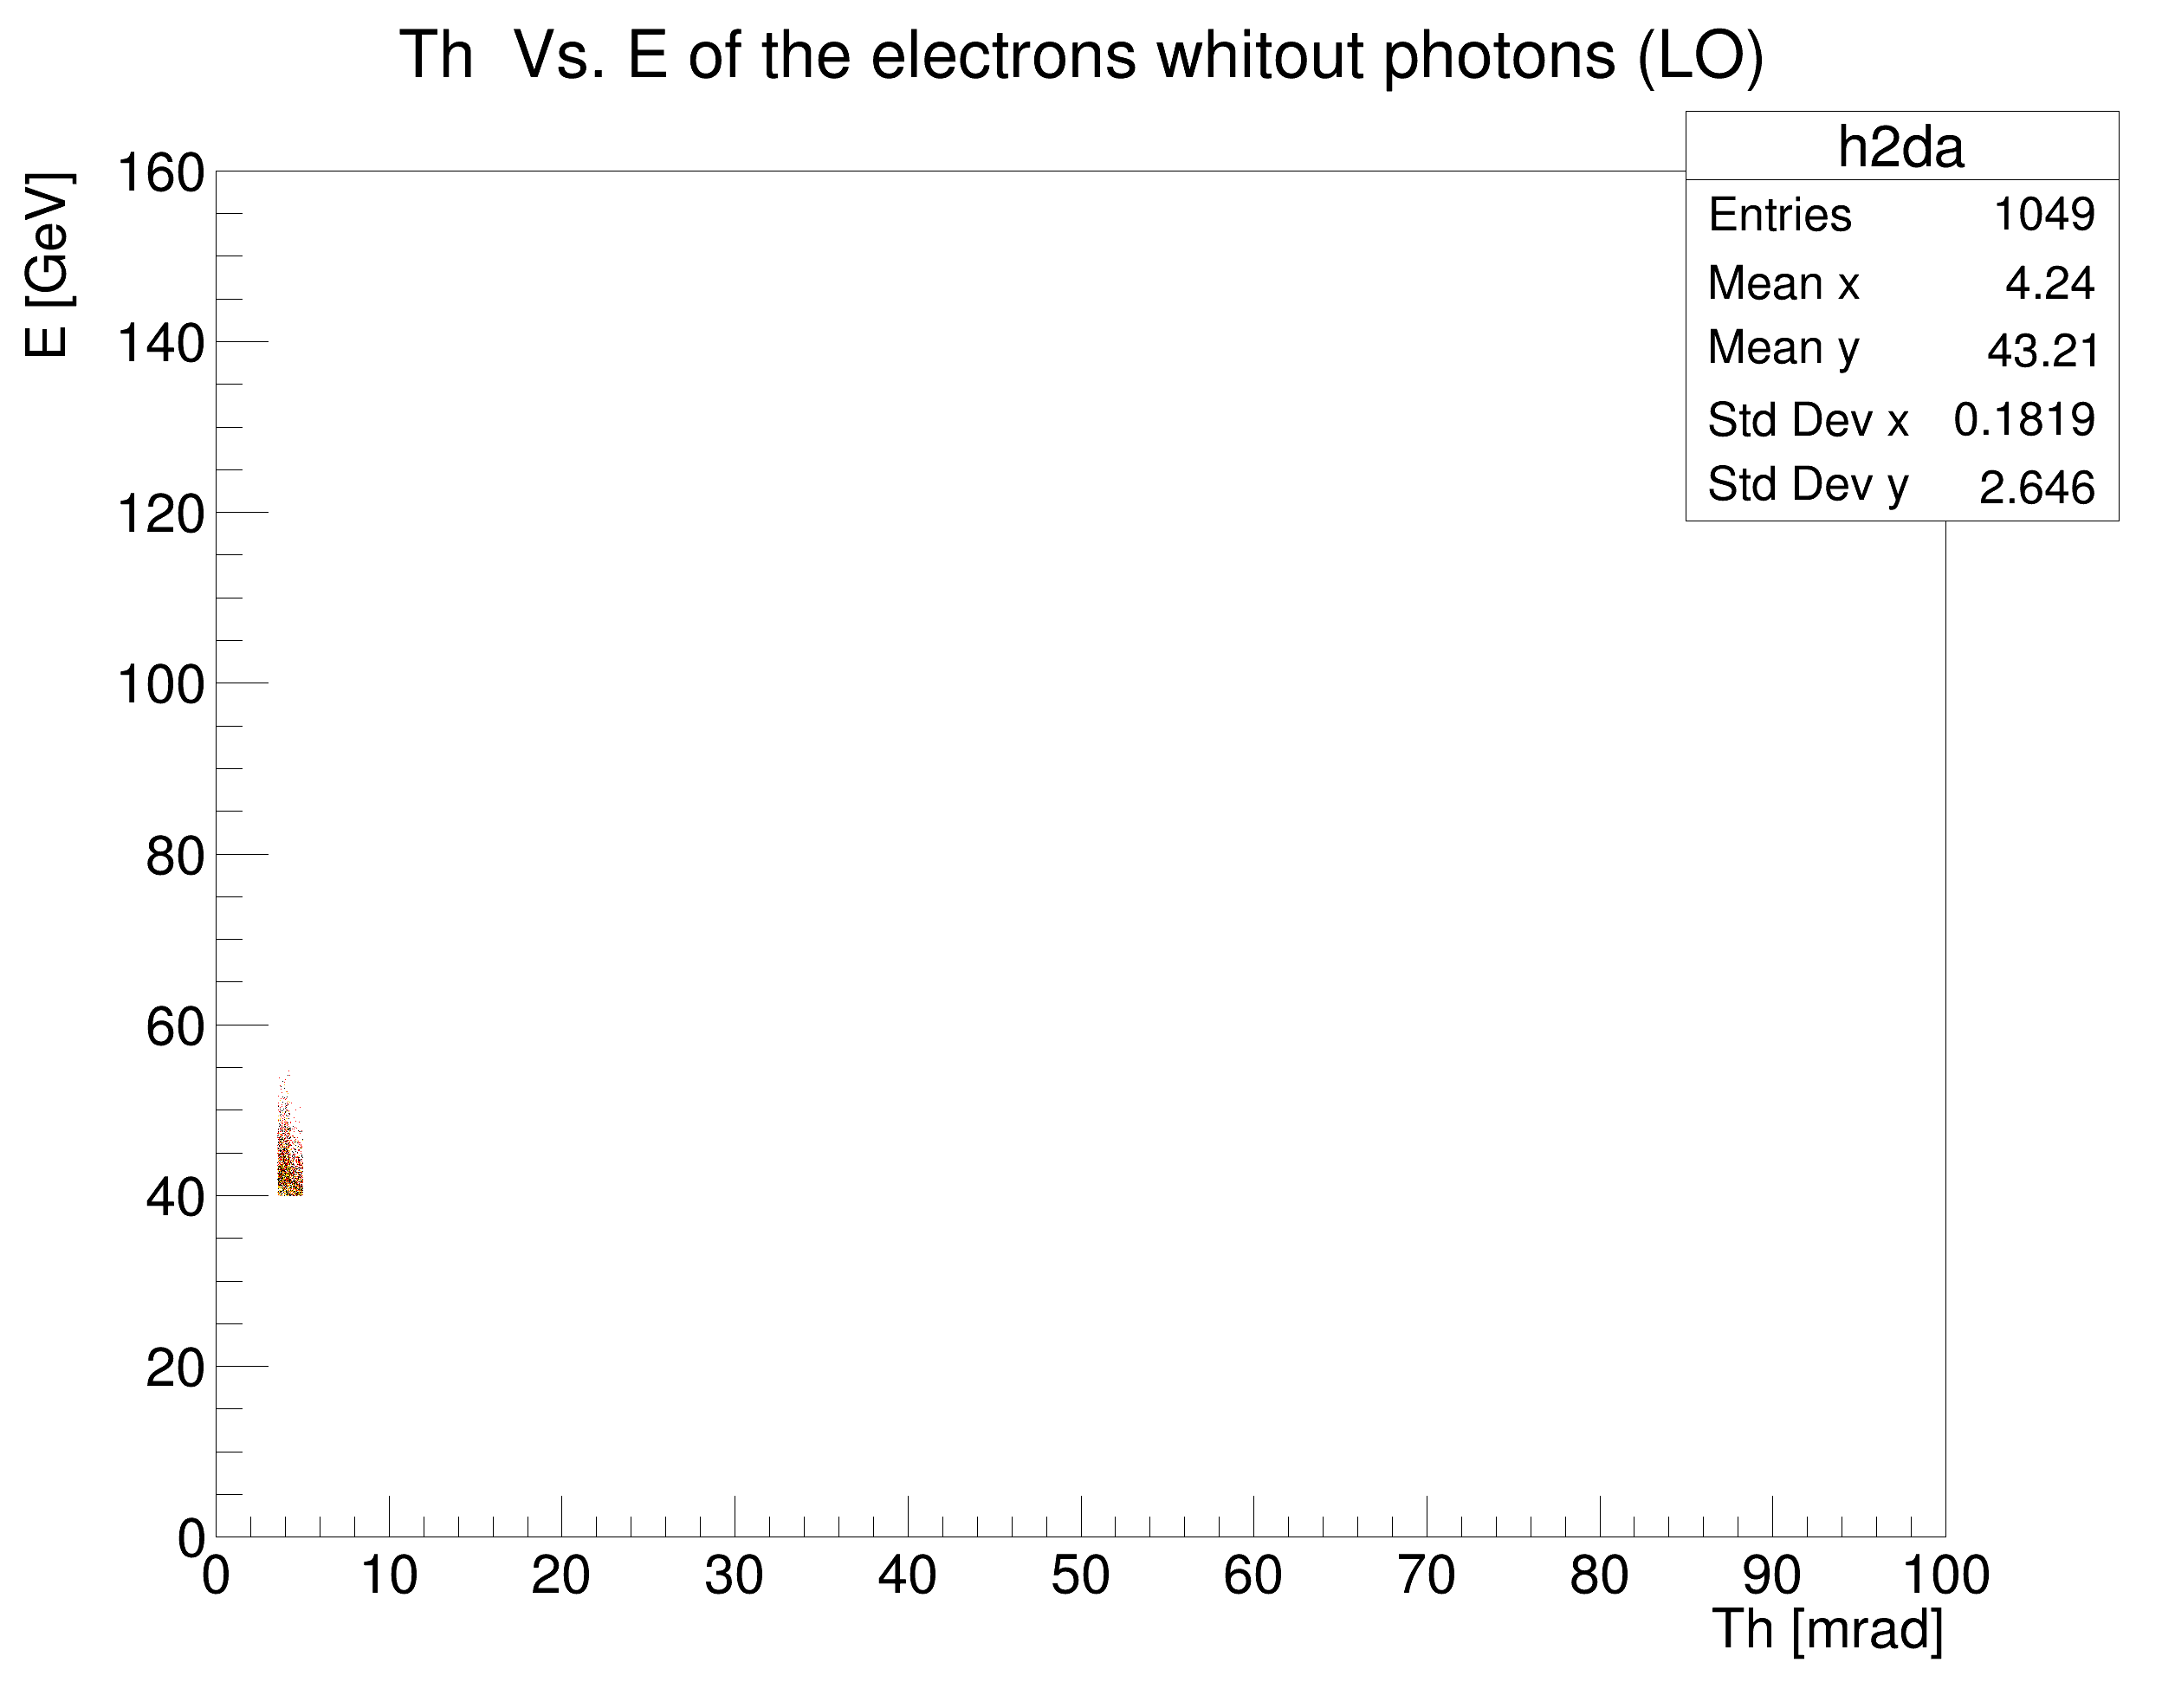 Th  Vs. E of the electrons whitout photons (LO)
h2da
Entries 1049
Mean x 4.24
Mean y 43.21
Std Dev x 0.1819
Std Dev y 2.646
E [GeV]
160
140
120
100
80
60
40
20
0
0 10 20 30 40 50 60 70 80 90 100
Th [mrad]